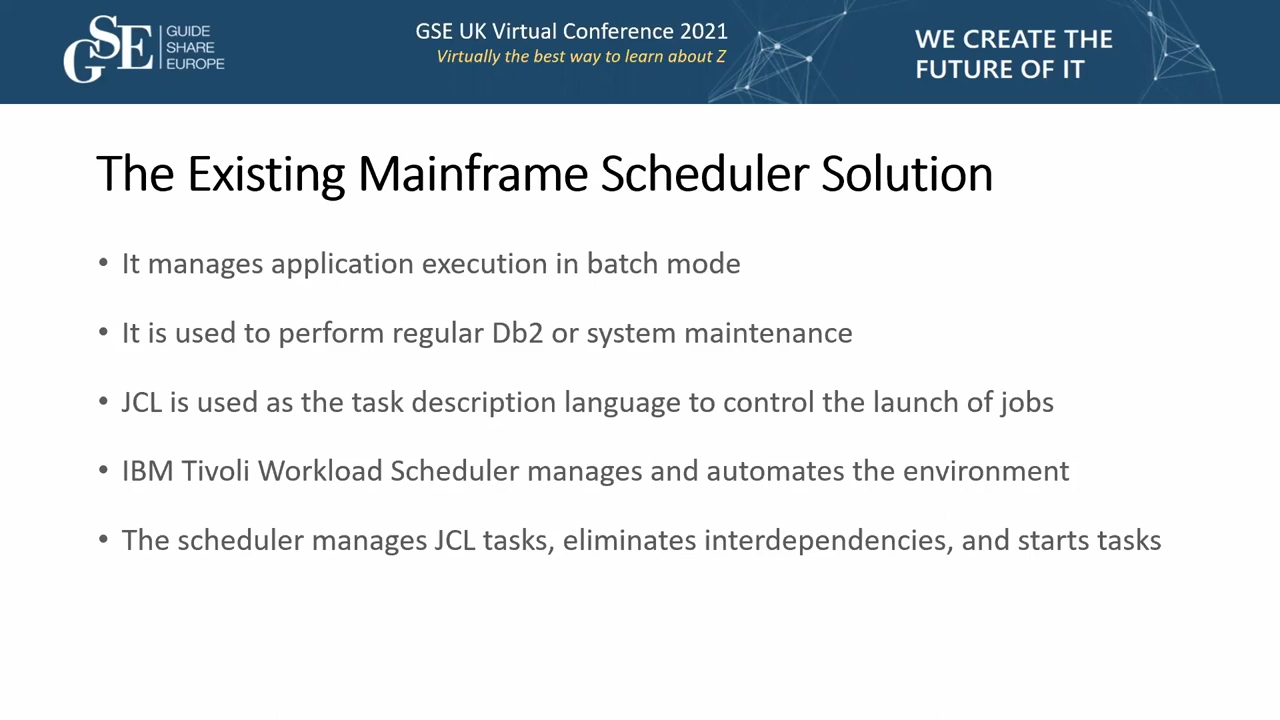 GSE
GUIDE
SHARE
EUROPE
GSE UK Virtual Conference 2021
Virtually the best way to learn about Z
WE CREATE THE
FUTURE OF IT
The Existing Mainframe Scheduler Solution
• It manages application execution in batch mode
• It is used to perform regular Db2 or system maintenance
• JCL is used as the task description language to control the launch of jobs
• IBM Tivoli Workload Scheduler manages and automates the environment
• The scheduler manages JCL tasks, eliminates interdependencies, and starts tasks